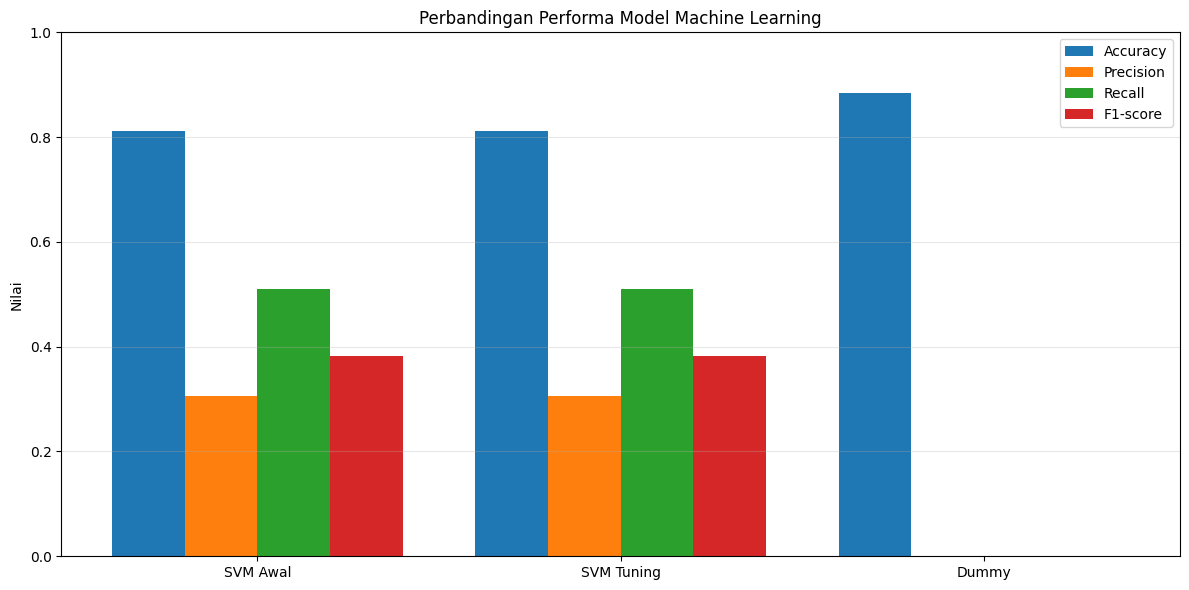 Perbandingan Performa Model Machine Learning
1.0
0.8
0.6
0.4
0.2
0.0
Nilai
Accuracy
Precision
Recall
F1-score
SVM Awal
SVM Tuning
Dummy